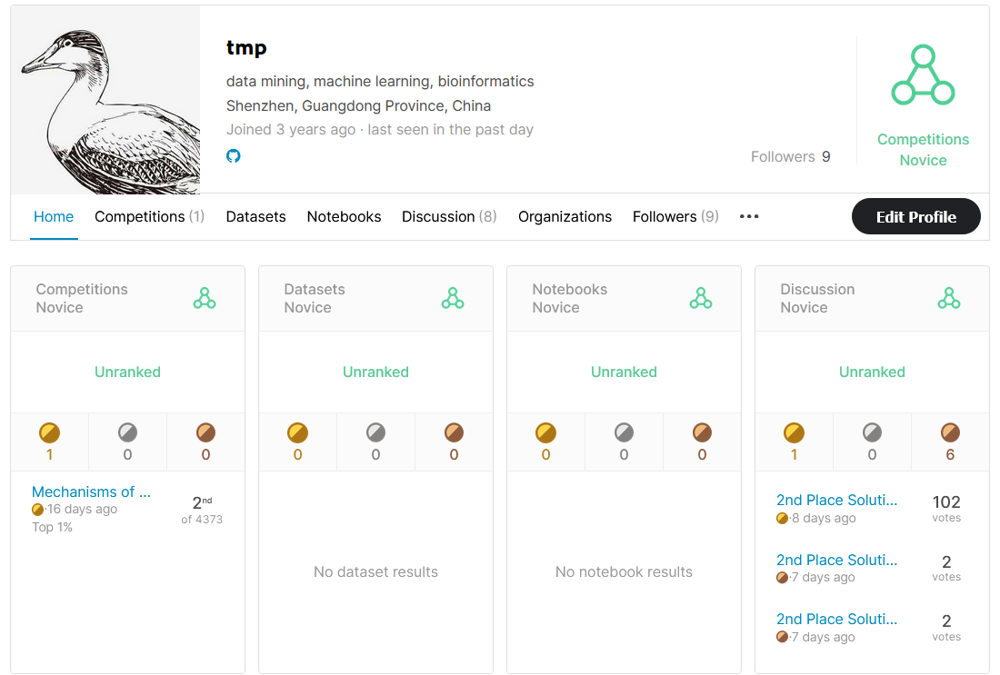 tmp
data mining, machine learning, bioinformatics
Shenzhen, Guangdong Province, China
Joined 3 years ago · last seen in the past day
Followers 9
Competitions
Novice
Home Competitions (1) Datasets Notebooks Discussion (8) Organizations Followers (9) ••• Edit Profile
Competitions
Novice
Unranked
1 0 0
Mechanisms of ...
·16 days ago
Top 1%
2nd
of 4373
Datasets
Novice
Unranked
0 0 0
No dataset results
Notebooks
Novice
Unranked
0 0 0
No notebook results
Discussion
Novice
Unranked
1 0 6
2nd Place Soluti...
·8 days ago
102
votes
2nd Place Soluti...
·7 days ago
2
votes
2nd Place Soluti...
·7 days ago
2
votes